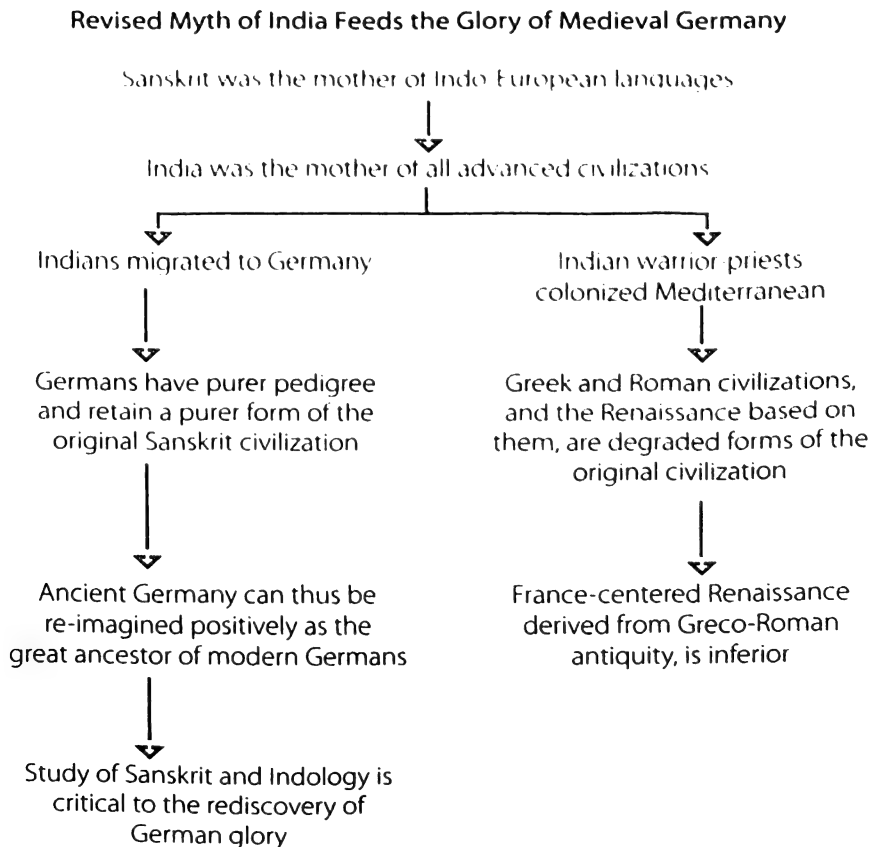 Revised Myth of India Feeds the Glory of Medieval Germany
Sanskrit was the mother of Indo European languages
India was the mother of all advanced civilizations
Indians migrated to Germany
Indian warrior-priests
colonized Mediterranean
Germans have purer pedigree
and retain a purer form of the
original Sanskrit civilization
Greek and Roman civilizations,
and the Renaissance based on
them, are degraded forms of the
original civilization
Ancient Germany can thus be
re-imagined positively as the
great ancestor of modern Germans
France-centered Renaissance
derived from Greco-Roman
antiquity, is inferior
Study of Sanskrit and Indology is
critical to the rediscovery of
German glory